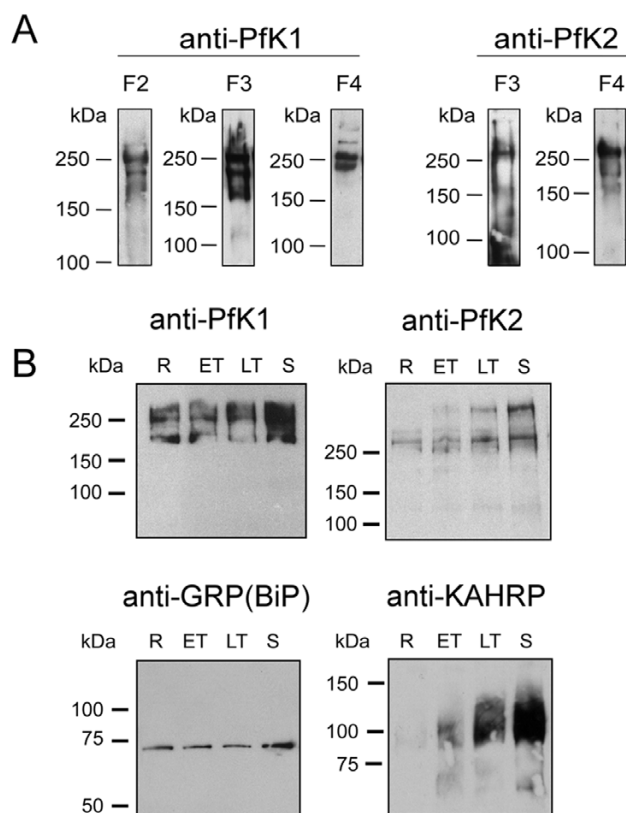 A
anti-PfK1
anti-PfK2
F2
F3
F4
F3
F4
kDa
kDa
kDa
kDa
kDa
250
150
100
250
150
100
250
150
100
250
150
100
250
150
100
anti-PfK1
anti-PfK2
B
kDa
R ET LT S
kDa
R ET LT S
250
150
100
250
150
100
anti-GRP(BiP)
anti-KAHRP
kDa
R ET LT S
kDa
R ET LT S
100
75
50
150
100
75